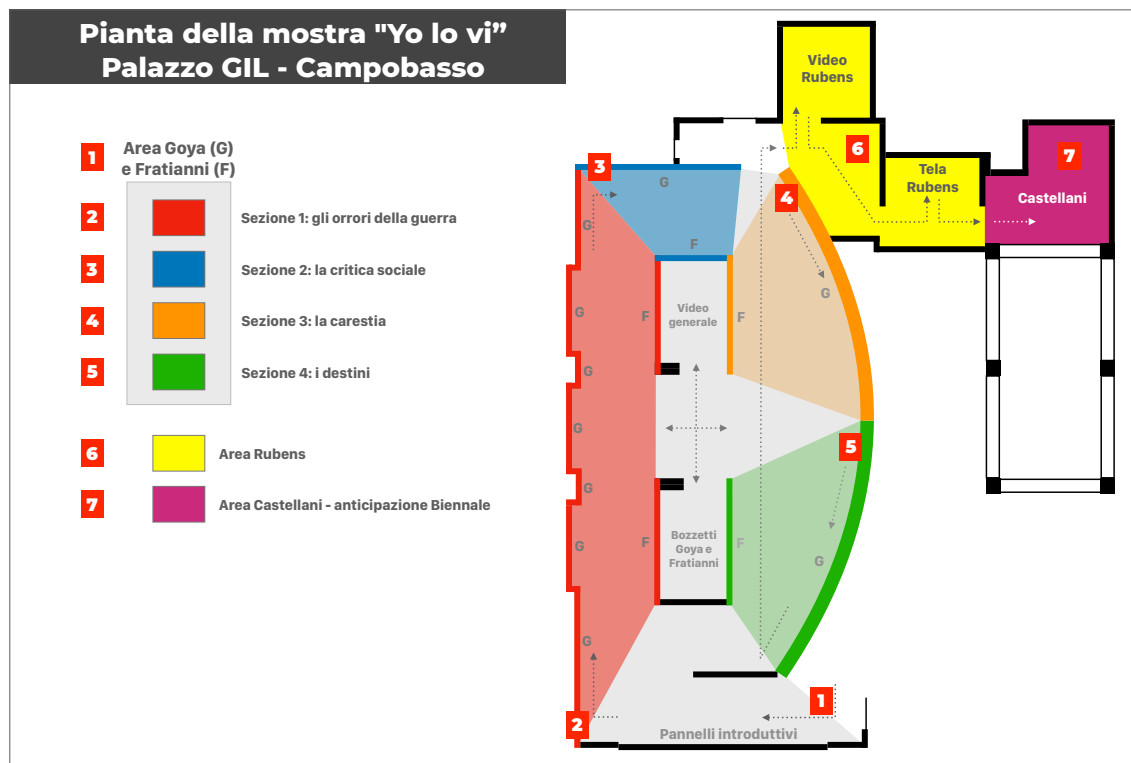 Pianta della mostra "Yo lo vi”
Palazzo GIL - Campobasso
1 Area Goya (G)
e Fratianni (F)
2 Sezione 1: gli orrori della guerra
3 Sezione 2: la critica sociale
4 Sezione 3: la carestia
5 Sezione 4: i destini
6 Area Rubens
7 Area Castellani - anticipazione Biennale
Video
Rubens
6
7
Tela
Rubens
Castellani
3
G
4
G
F
G
G
F
Video
generale
F
G
G
5
G
G
F
Bozzetti
Goya e
Fratianni
F
G
G
1
2
Pannelli introduttivi